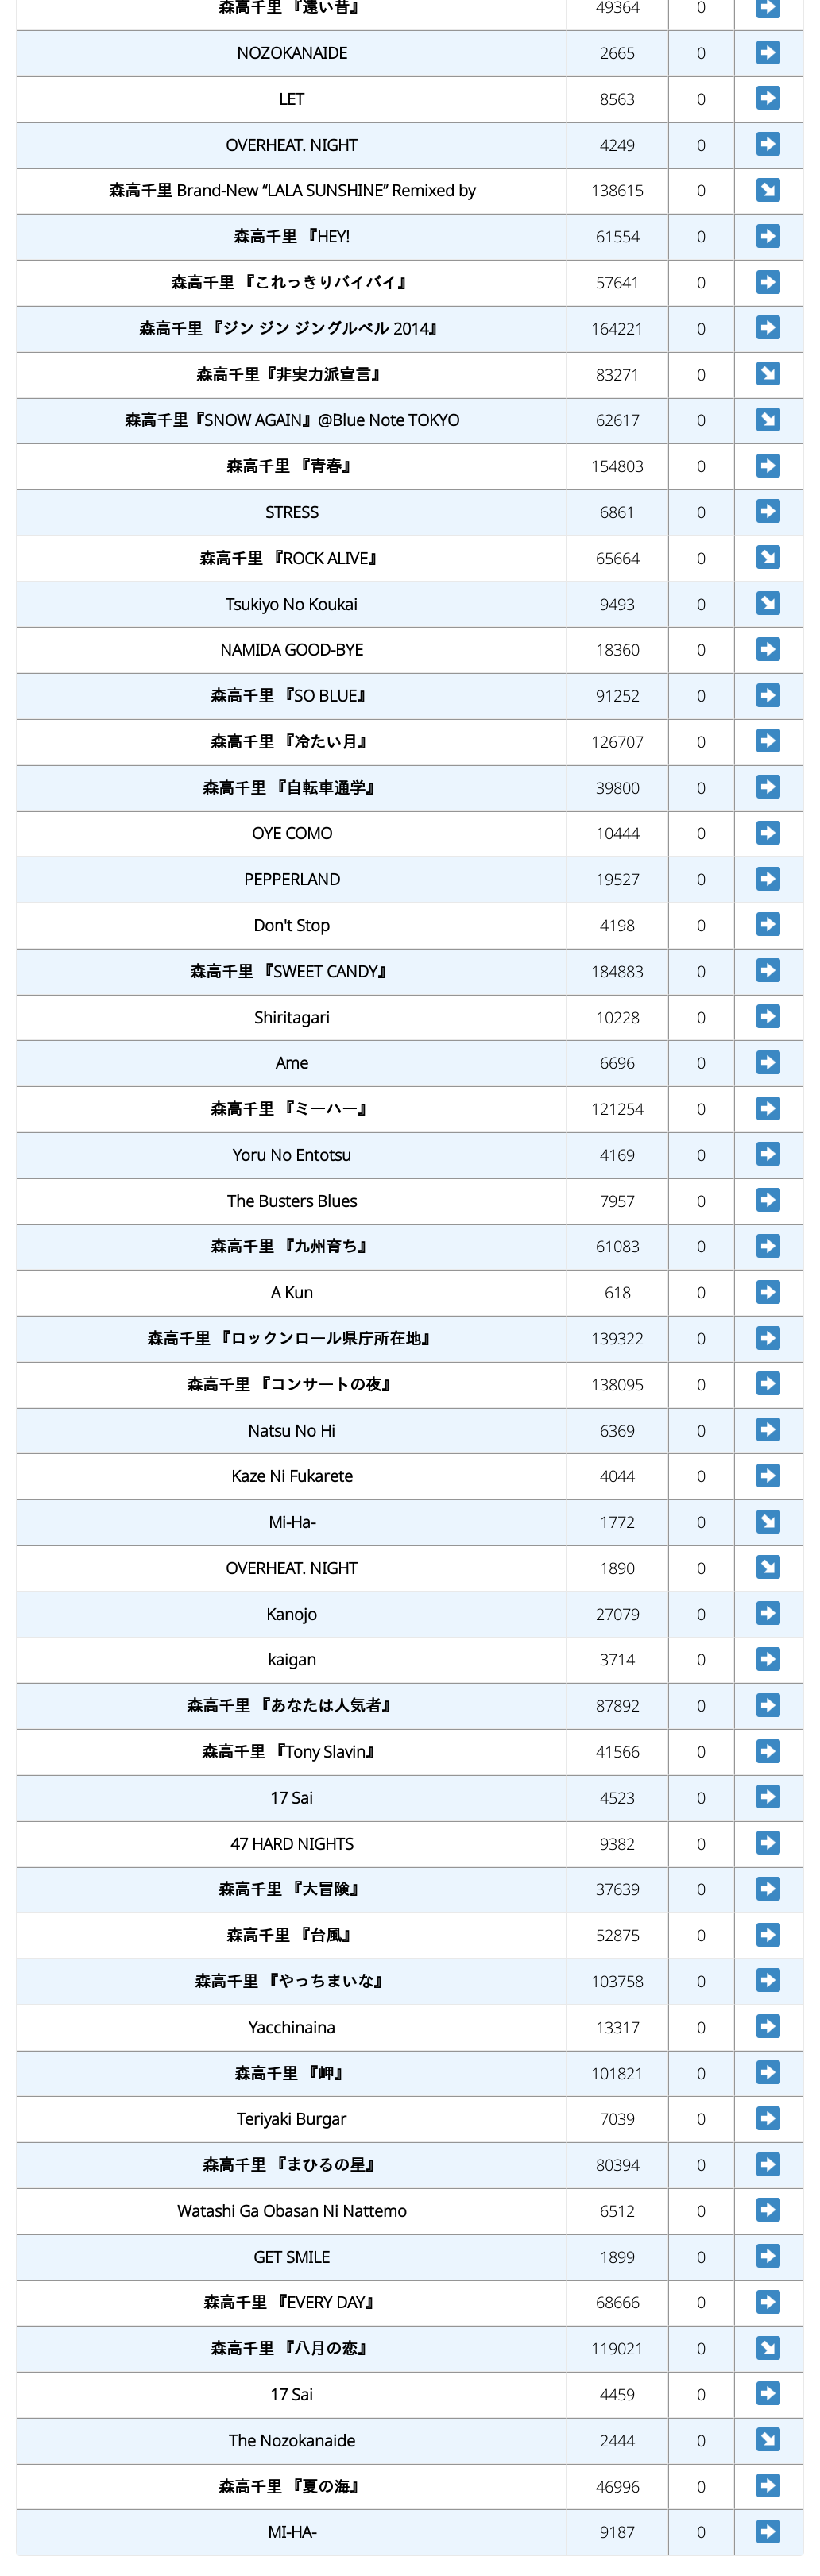 森高千里 『遠い昔』 49364 0
NOZOKANAIDE 2665 0
LET 8563 0
OVERHEAT. NIGHT 4249 0
森高千里 Brand-New “LALA SUNSHINE” Remixed by 138615 0
森高千里 『HEY! 61554 0
森高千里 『これっきりバイバイ』 57641 0
森高千里 『ジン ジン ジングルベル 2014』 164221 0
森高千里『非実力派宣言』 83271 0
森高千里『SNOW AGAIN』@Blue Note TOKYO 62617 0
森高千里 『青春』 154803 0
STRESS 6861 0
森高千里 『ROCK ALIVE』 65664 0
Tsukiyo No Koukai 9493 0
NAMIDA GOOD-BYE 18360 0
森高千里 『SO BLUE』 91252 0
森高千里 『冷たい月』 126707 0
森高千里 『自転車通学』 39800 0
OYE COMO 10444 0
PEPPERLAND 19527 0
Don't Stop 4198 0
森高千里 『SWEET CANDY』 184883 0
Shiritagari 10228 0
Ame 6696 0
森高千里 『ミーハー』 121254 0
Yoru No Entotsu 4169 0
The Busters Blues 7957 0
森高千里 『九州育ち』 61083 0
A Kun 618 0
森高千里 『ロックンロール県庁所在地』 139322 0
森高千里 『コンサートの夜』 138095 0
Natsu No Hi 6369 0
Kaze Ni Fukarete 4044 0
Mi-Ha- 1772 0
OVERHEAT. NIGHT 1890 0
Kanojo 27079 0
kaigan 3714 0
森高千里 『あなたは人気者』 87892 0
森高千里 『Tony Slavin』 41566 0
17 Sai 4523 0
47 HARD NIGHTS 9382 0
森高千里 『大冒険』 37639 0
森高千里 『台風』 52875 0
森高千里 『やっちまいな』 103758 0
Yacchinaina 13317 0
森高千里 『岬』 101821 0
Teriyaki Burgar 7039 0
森高千里 『まひるの星』 80394 0
Watashi Ga Obasan Ni Nattemo 6512 0
GET SMILE 1899 0
森高千里 『EVERY DAY』 68666 0
森高千里 『八月の恋』 119021 0
17 Sai 4459 0
The Nozokanaide 2444 0
森高千里 『夏の海』 46996 0
MI-HA- 9187 0